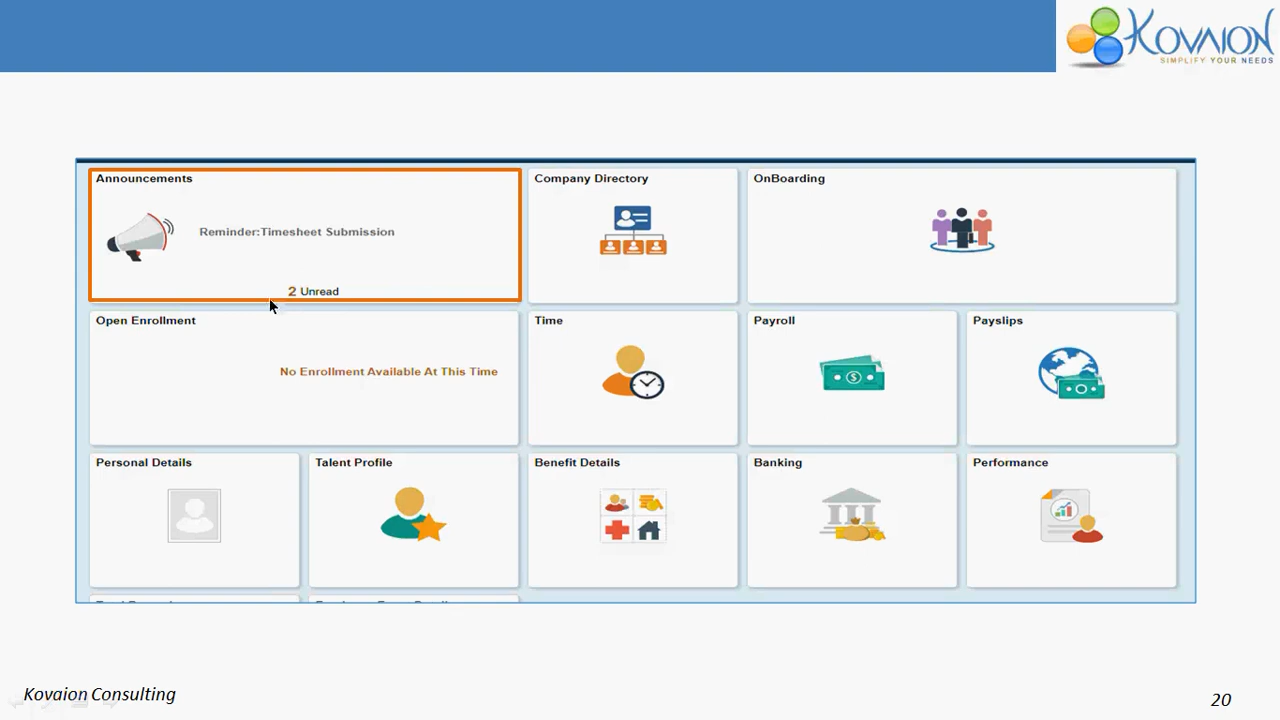 KOVAION
SIMPLIFY YOUR NEEDS
Announcements
Reminder:Timesheet Submission
2 Unread
Company Directory
OnBoarding
Open Enrollment
No Enrollment Available At This Time
Time
Payroll
Payslips
Personal Details
Talent Profile
Benefit Details
Banking
Performance
Kovaion Consulting
20